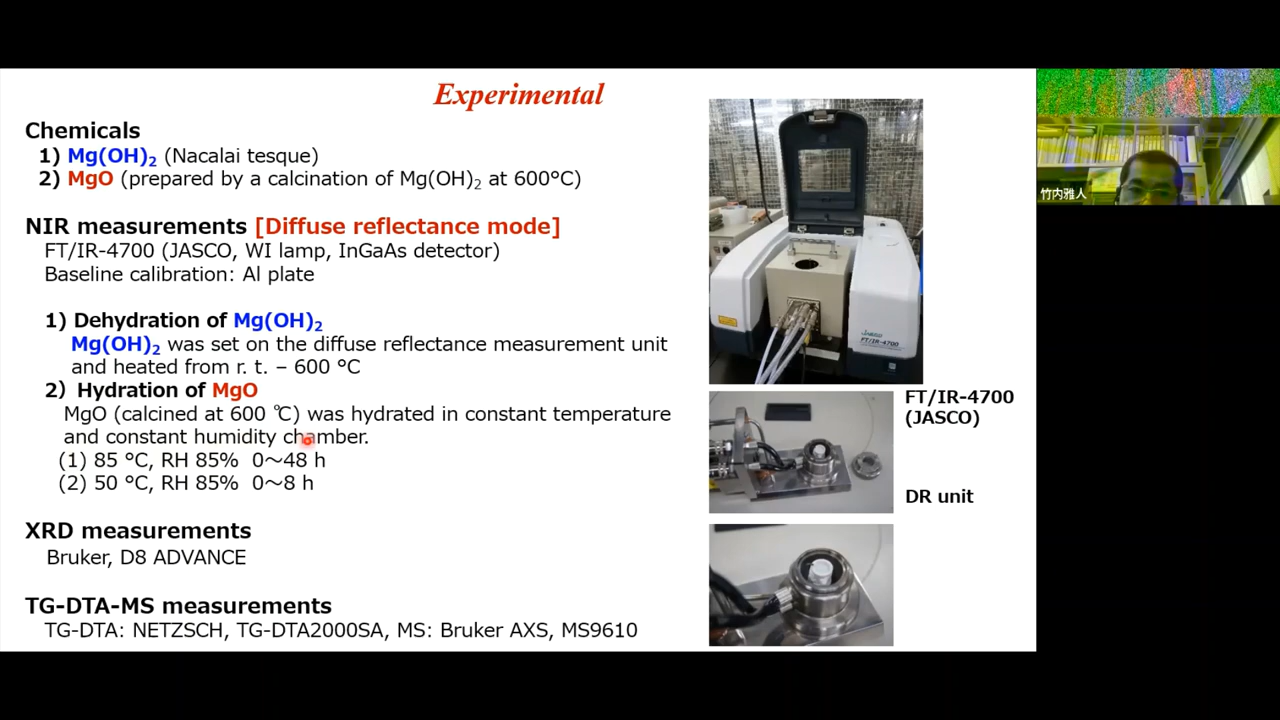 Experimental
Chemicals
1) Mg(OH)₂ (Nacalai tesque)
2) MgO (prepared by a calcination of Mg(OH)₂ at 600°C)
NIR measurements [Diffuse reflectance mode]
FT/IR-4700 (JASCO, WI lamp, InGaAs detector)
Baseline calibration: Al plate
1) Dehydration of Mg(OH)₂
Mg(OH)₂ was set on the diffuse reflectance measurement unit
and heated from r. t. – 600 °C
2) Hydration of MgO
MgO (calcined at 600 ℃) was hydrated in constant temperature
and constant humidity chamber.
(1) 85 °C, RH 85% 0～48 h
(2) 50 °C, RH 85% 0～8 h
XRD measurements
Bruker, D8 ADVANCE
TG-DTA-MS measurements
TG-DTA: NETZSCH, TG-DTA2000SA, MS: Bruker AXS, MS9610
JASCO
FT/IR-4700
FT/IR-4700
(JASCO)
DR unit
竹内雅人